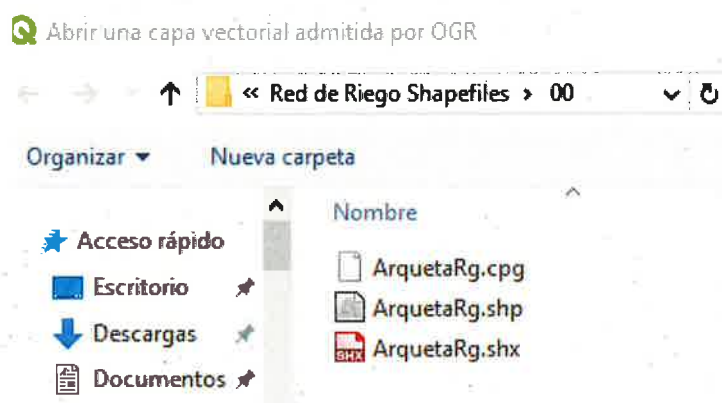 Abrir una capa vectorial admitida por OGR
« Red de Riego Shapefiles › 00
Organizar Nueva carpeta
Nombre
Acceso rápido
ArquetaRg.cpg
Escritorio
ArquetaRg.shp
Descargas
ArquetaRg.shx
SHX
Documentos